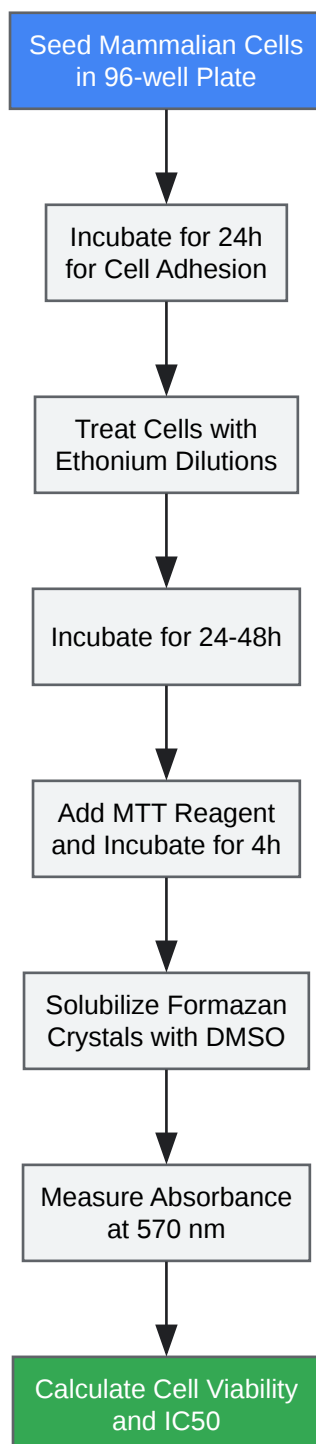 Seed Mammalian Cells
in 96-well Plate
Incubate for 24h
for Cell Adhesion
Treat Cells with
Ethonium Dilutions
Incubate for 24-48h
Add MTT Reagent
and Incubate for 4h
Solubilize Formazan
Crystals with DMSO
Measure Absorbance
at 570 nm
Calculate Cell Viability
and IC50